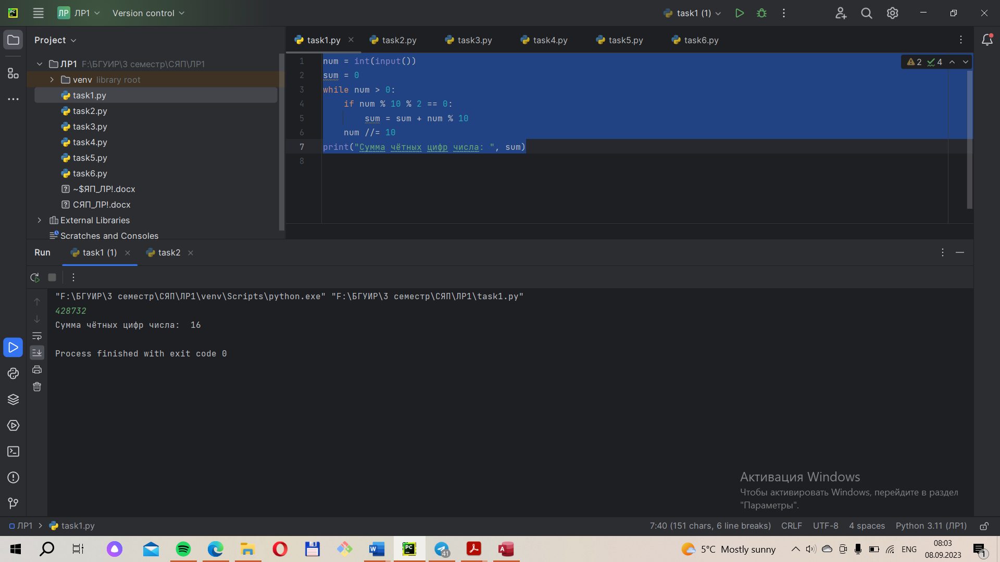 ЛР ЛР1 Version control task1 (1)
Project
task1.py task2.py task3.py task4.py task5.py task6.py
ЛР1 F:\БГУИР\3 семестр\СЯП\ЛР1
venv library root
task1.py
task2.py
task3.py
task4.py
task5.py
task6.py
~$ЯП_ЛР!.docx
СЯП_ЛР!.docx
External Libraries
Scratches and Consoles
2 4
1 num = int(input())
2 sum = 0
3 while num > 0:
4 if num % 10 % 2 == 0:
5 sum = sum + num % 10
6 num //= 10
7 print("Сумма чётных цифр числа: ", sum)
8
Run task1 (1) task2
"F:\БГУИР\3 семестр\СЯП\ЛР1\venv\Scripts\python.exe" "F:\БГУИР\3 семестр\СЯП\ЛР1\task1.py"
428732
Сумма чётных цифр числа:  16
Process finished with exit code 0
Активация Windows
Чтобы активировать Windows, перейдите в раздел
"Параметры".
ЛР1 task1.py 7:40 (151 chars, 6 line breaks) CRLF UTF-8 4 spaces Python 3.11 (ЛР1)
41 5°C Mostly sunny ENG 08:03
08.09.2023 1